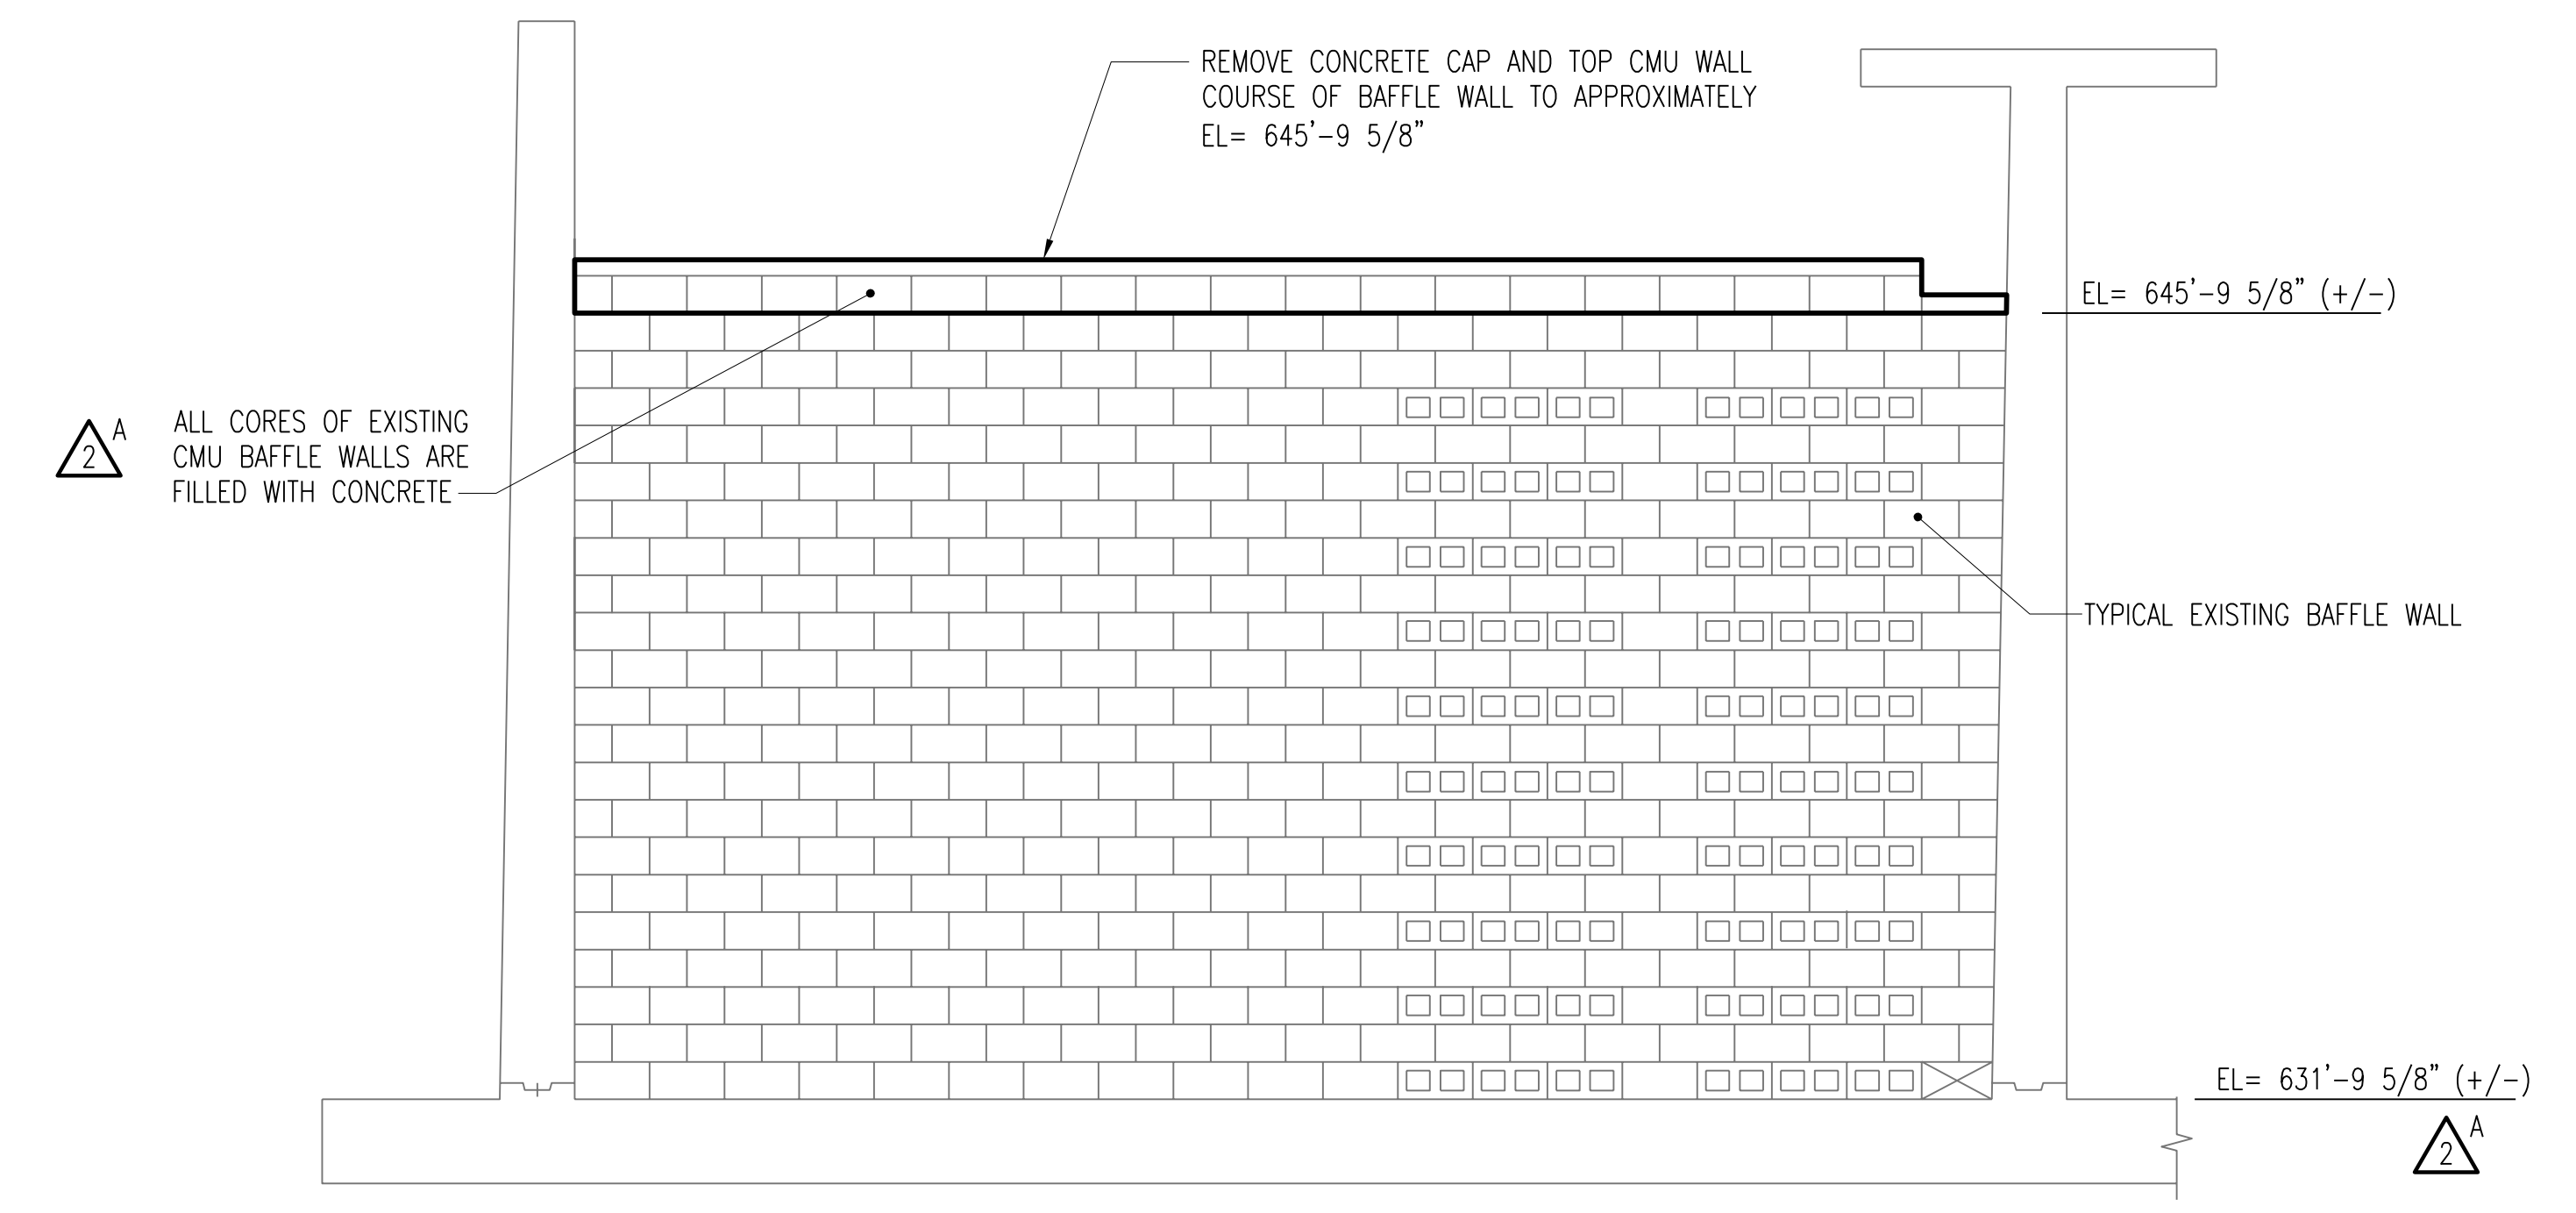 REMOVE CONCRETE CAP AND TOP CMU WALL
COURSE OF BAFFLE WALL TO APPROXIMATELY
EL= 645'-9 5/8"
EL= 645'-9 5/8" (+/-)
A
2
ALL CORES OF EXISTING
CMU BAFFLE WALLS ARE
FILLED WITH CONCRETE
TYPICAL EXISTING BAFFLE WALL
EL= 631'-9 5/8" (+/-)
A
2